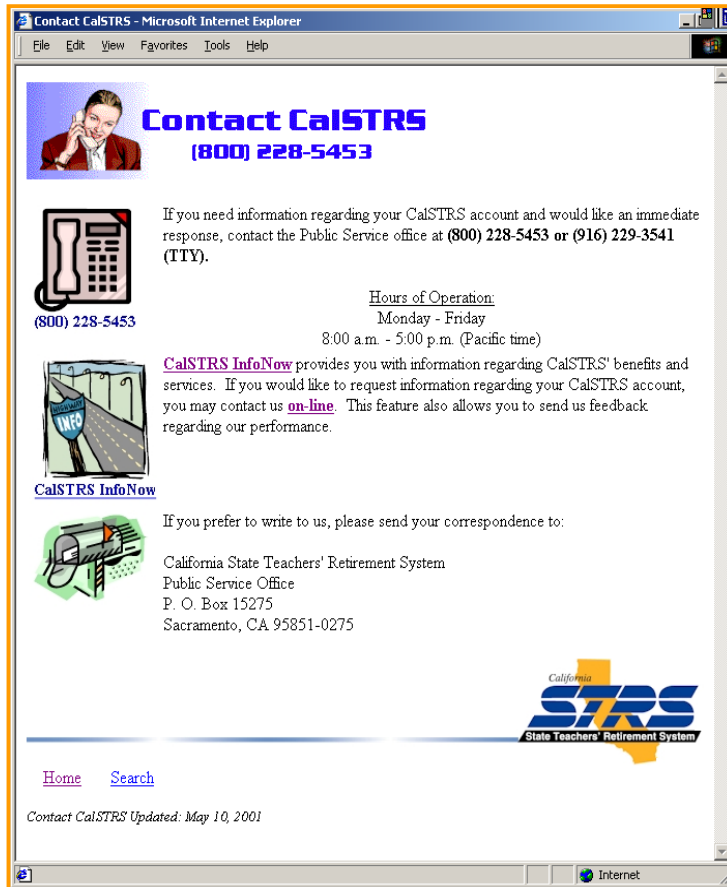 Contact CalSTRS - Microsoft Internet Explorer
File Edit View Favorites Tools Help
Contact CalSTRS
(800) 228-5453
If you need information regarding your CalSTRS account and would like an immediate
response, contact the Public Service office at (800) 228-5453 or (916) 229-3541
(TTY).
(800) 228-5453
Hours of Operation:
Monday - Friday
8:00 a.m. - 5:00 p.m. (Pacific time)
CalSTRS InfoNow provides you with information regarding CalSTRS' benefits and
services. If you would like to request information regarding your CalSTRS account,
you may contact us on-line. This feature also allows you to send us feedback
regarding our performance.
HIGHWAY
INFO
CalSTRS InfoNow
If you prefer to write to us, please send your correspondence to:
California State Teachers' Retirement System
Public Service Office
P. O. Box 15275
Sacramento, CA 95851-0275
California
STRS
State Teachers' Retirement System
Home Search
Contact CalSTRS Updated: May 10, 2001
Internet